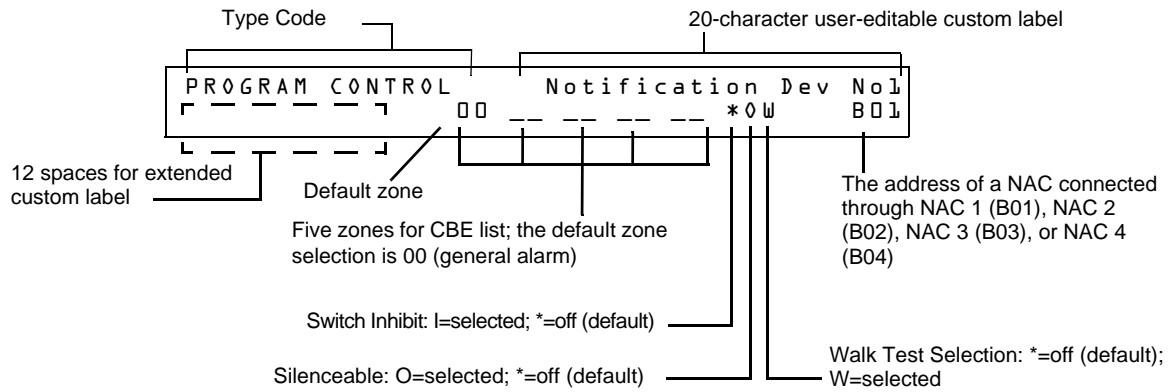 Type Code
20-character user-editable custom label
PROGRAM CONTROL Notification Dev No1
00 __ __ __ __ *0W B01
12 spaces for extended
custom label
Default zone
Five zones for CBE list; the default zone
selection is 00 (general alarm)
The address of a NAC connected
through NAC 1 (B01), NAC 2
(B02), NAC 3 (B03), or NAC 4
(B04)
Switch Inhibit: I=selected; *=off (default)
Silenceable: O=selected; *=off (default)
Walk Test Selection: *=off (default);
W=selected